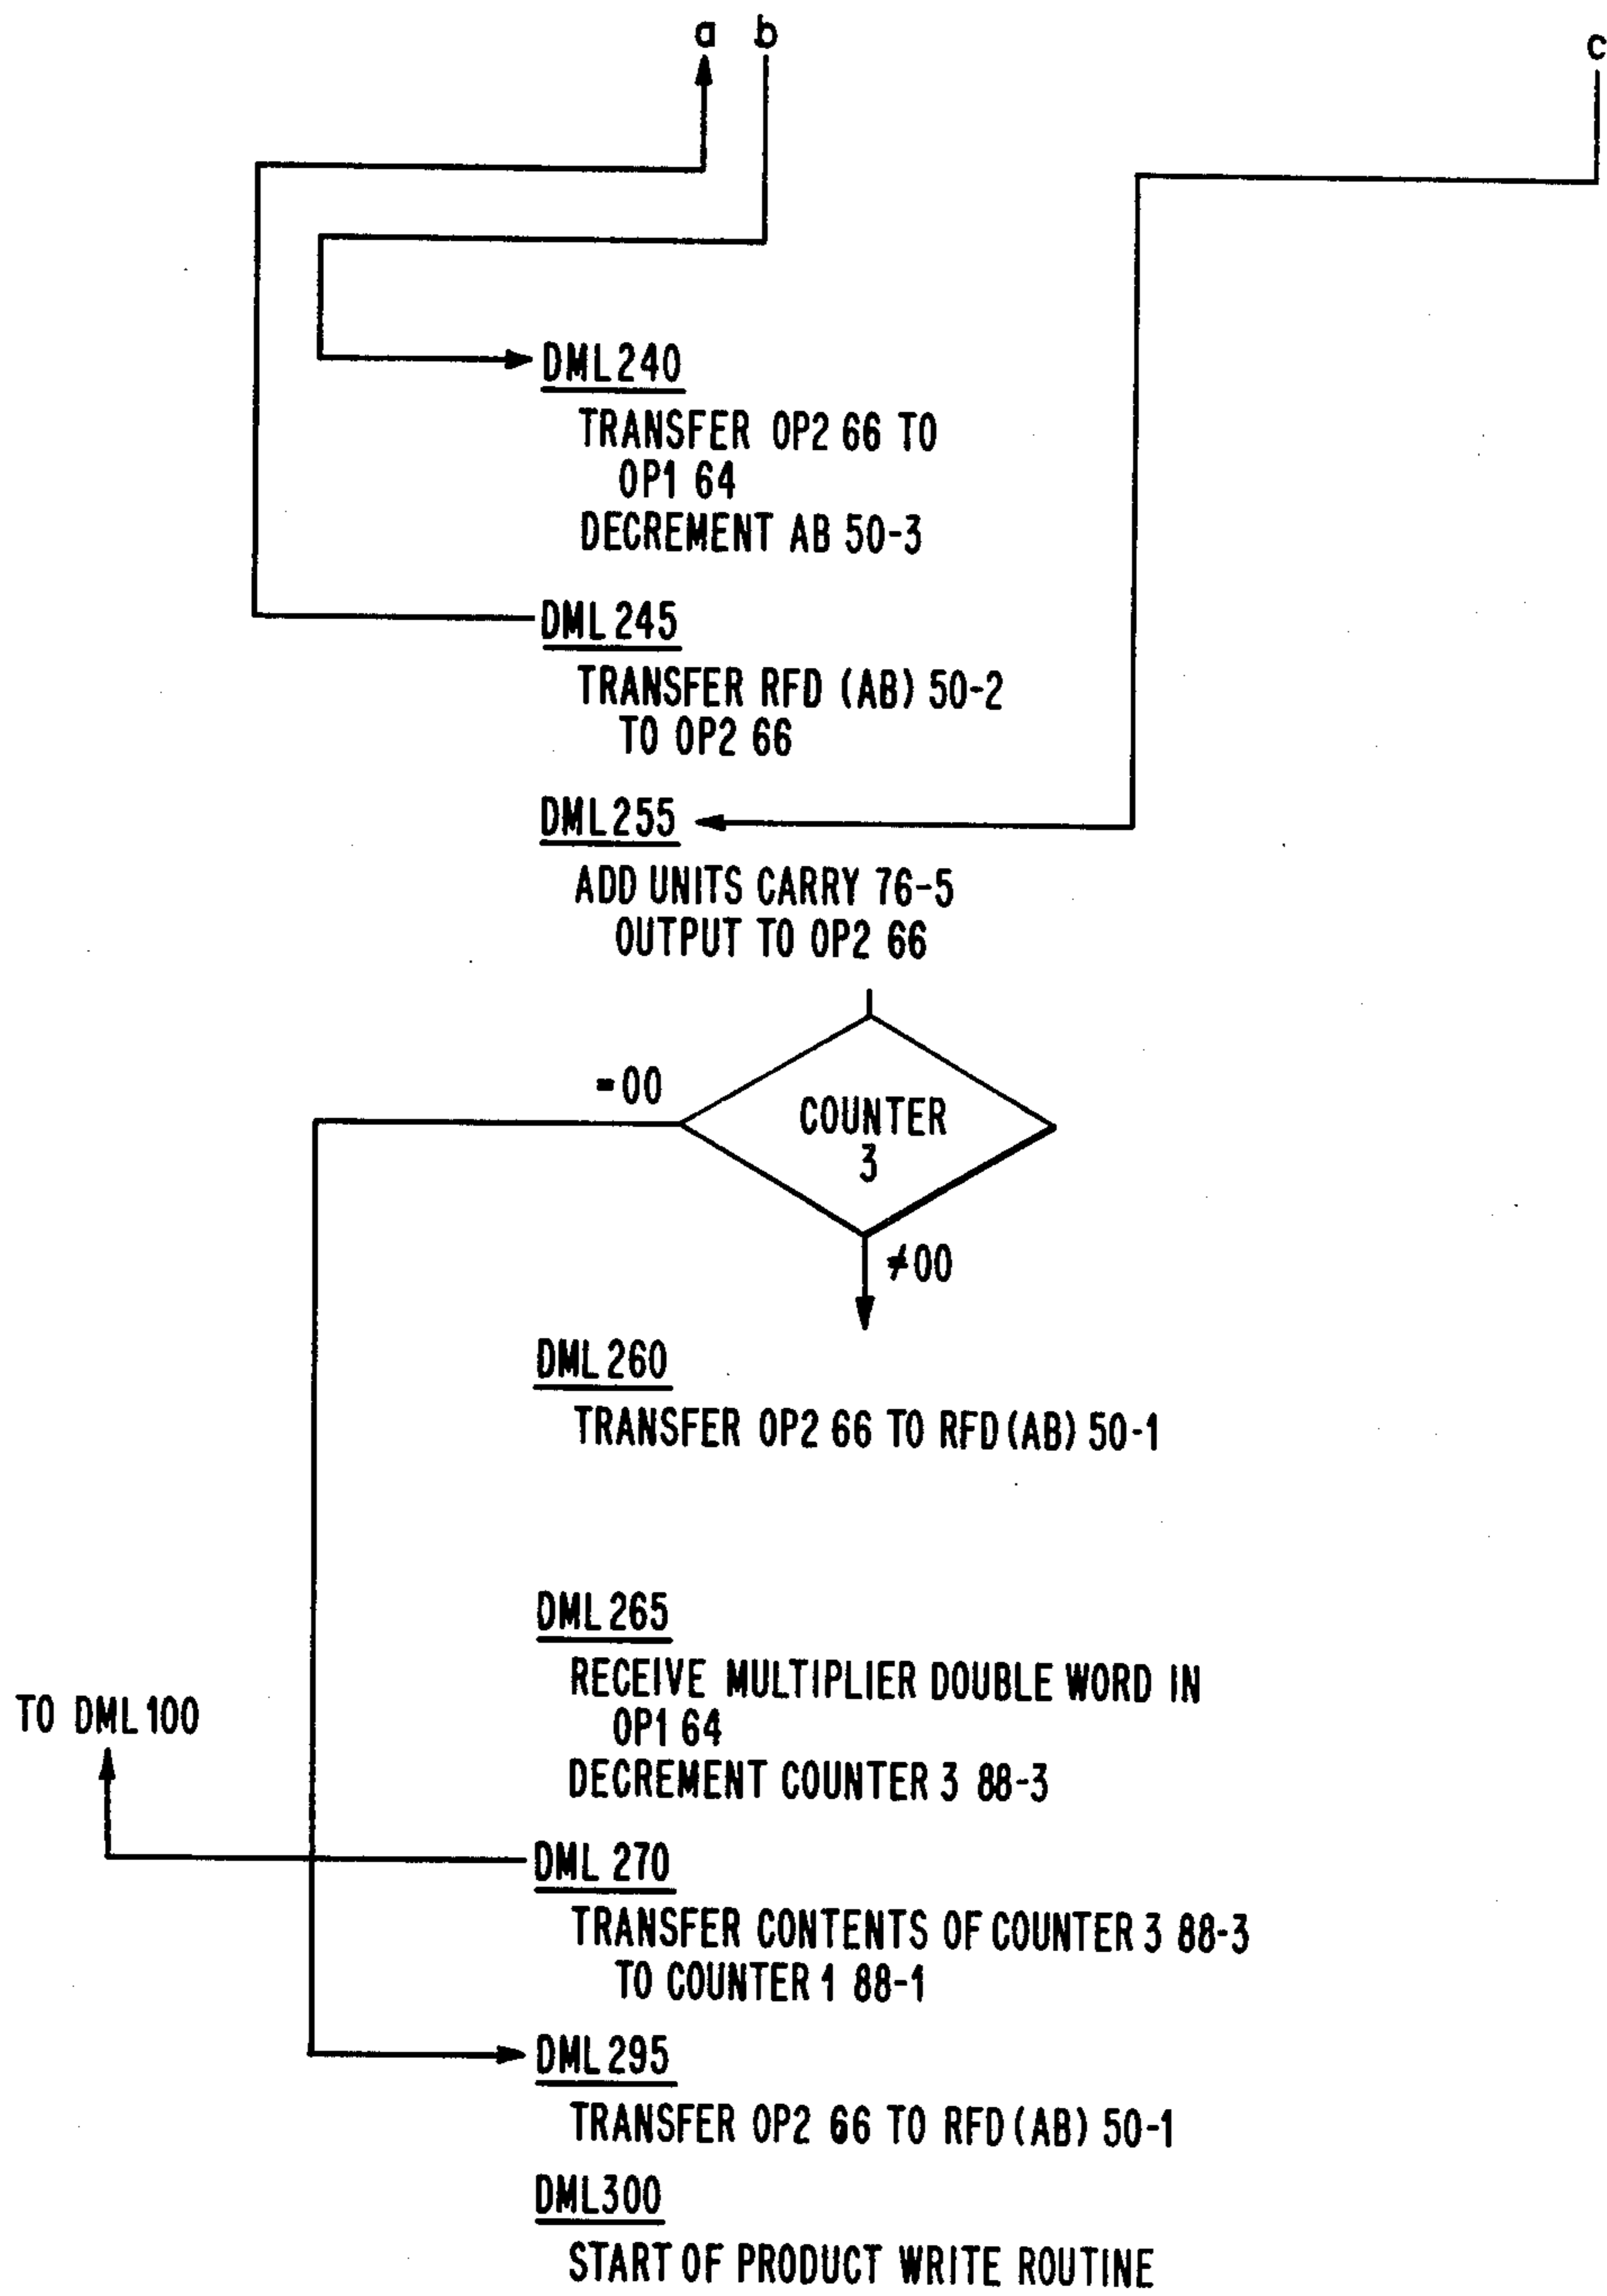 a b
c
DML240
TRANSFER OP2 66 TO
OP1 64
DECREMENT AB 50-3
DML245
TRANSFER RFD (AB) 50-2
TO OP2 66
DML255
ADD UNITS CARRY 76-5
OUTPUT TO OP2 66
=00
COUNTER
3
≠00
DML260
TRANSFER OP2 66 TO RFD (AB) 50-1
DML265
RECEIVE MULTIPLIER DOUBLE WORD IN
OP1 64
DECREMENT COUNTER 3 88-3
TO DML100
DML 270
TRANSFER CONTENTS OF COUNTER 3 88-3
TO COUNTER 1 88-1
DML295
TRANSFER OP2 66 TO RFD (AB) 50-1
DML300
START OF PRODUCT WRITE ROUTINE